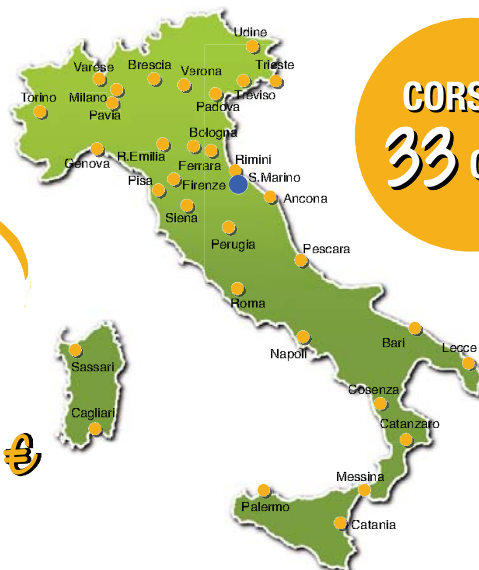 Udine
Trieste
Varese
Brescia
Verona
Treviso
Torino
Milano
Padova
Pavia
Bologna
Genova
R.Emilia
Ferrara
Rimini
Pisa
Firenze
S.Marino
Siena
Ancona
Perugia
Pescara
Roma
Napoli
Bari
Lecce
Sassari
Cosenza
Cagliari
Catanzaro
Messina
Palermo
Catania
CORS
33
€